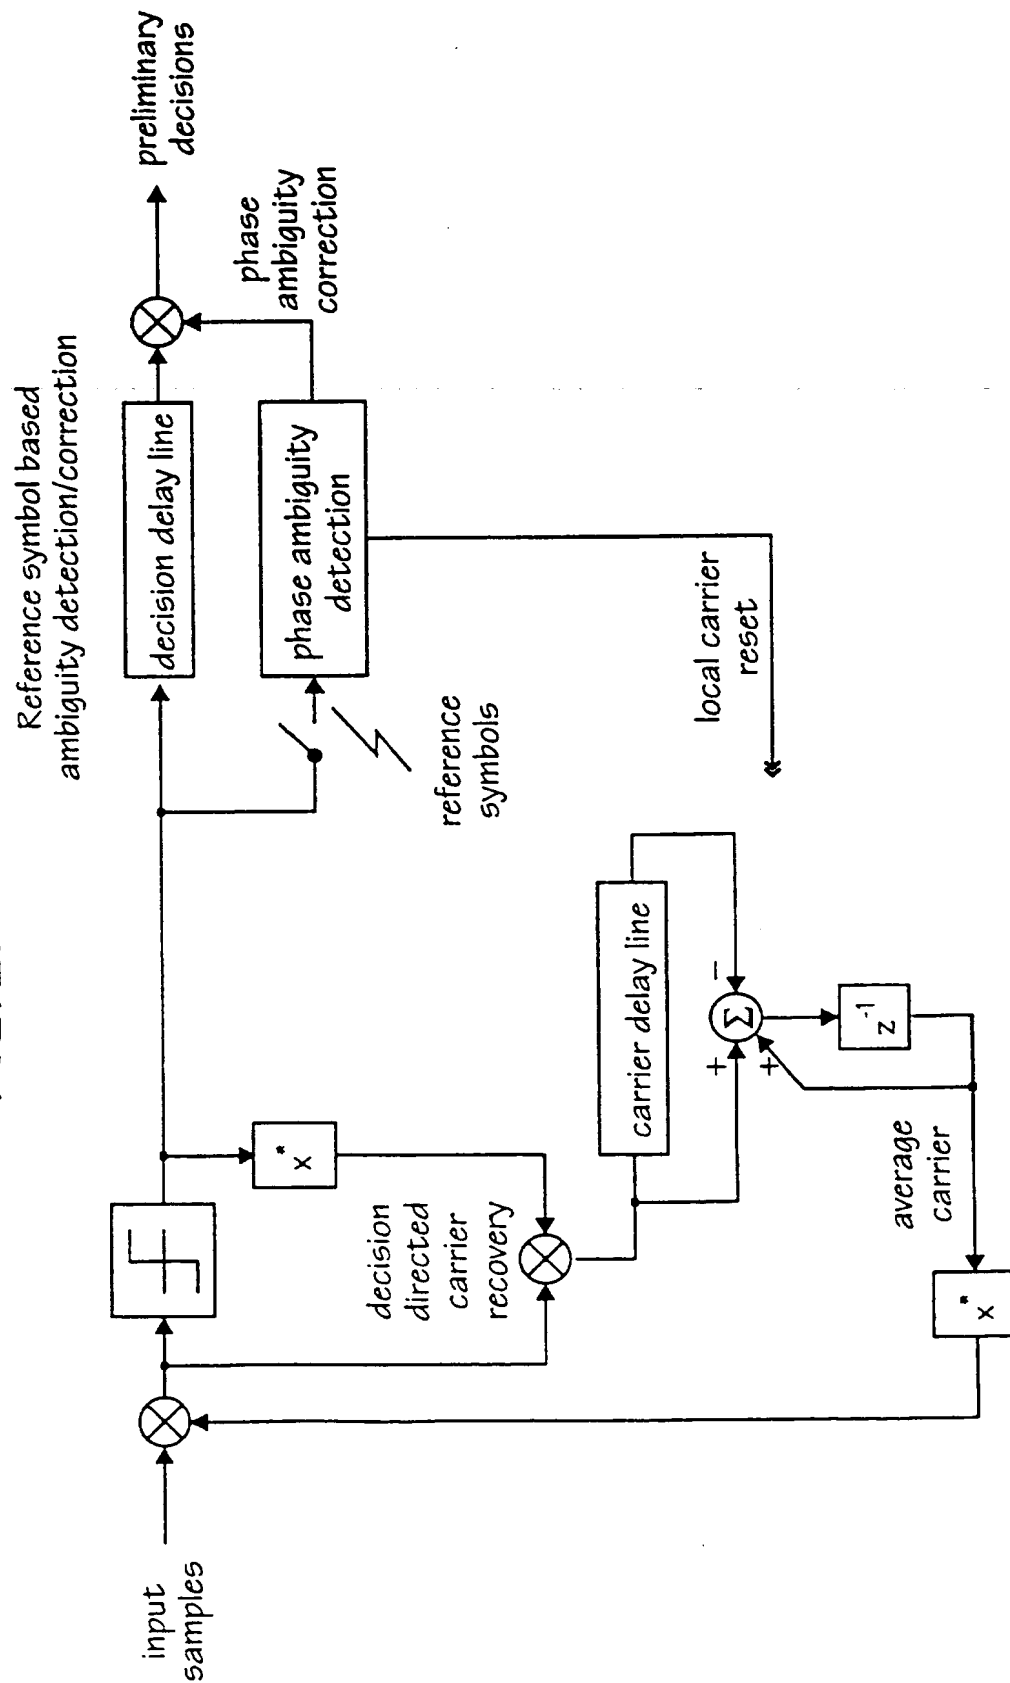 Reference symbol based
ambiguity detection/correction
input
samples
decision delay line
preliminary
decisions
x*
phase ambiguity
detection
phase
ambiguity
correction
decision
directed
carrier
recovery
reference
symbols
carrier delay line
local carrier
reset
+
−
Σ
+
z⁻¹
average
carrier
x*